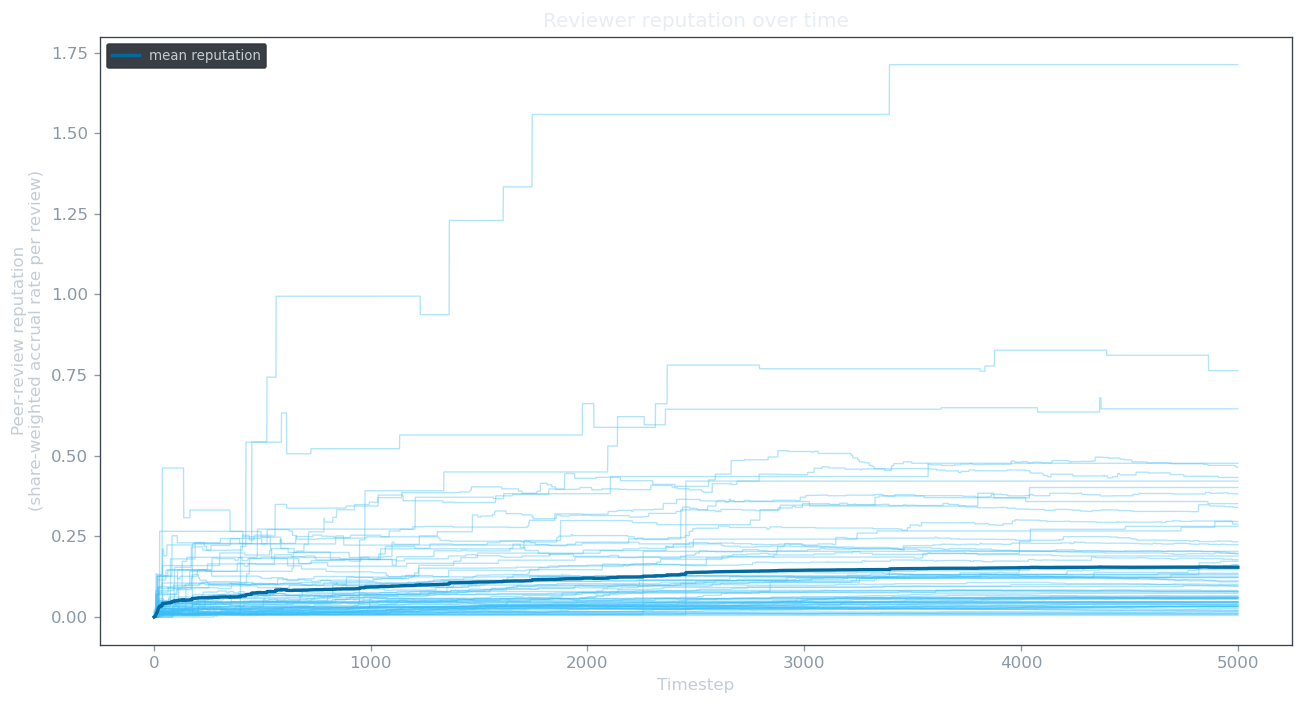 Reviewer reputation over time
mean reputation
1.75
1.50
1.25
1.00
0.75
0.50
0.25
0.00
Peer-review reputation
(share-weighted accrual rate per review)
0
1000
2000
3000
4000
5000
Timestep